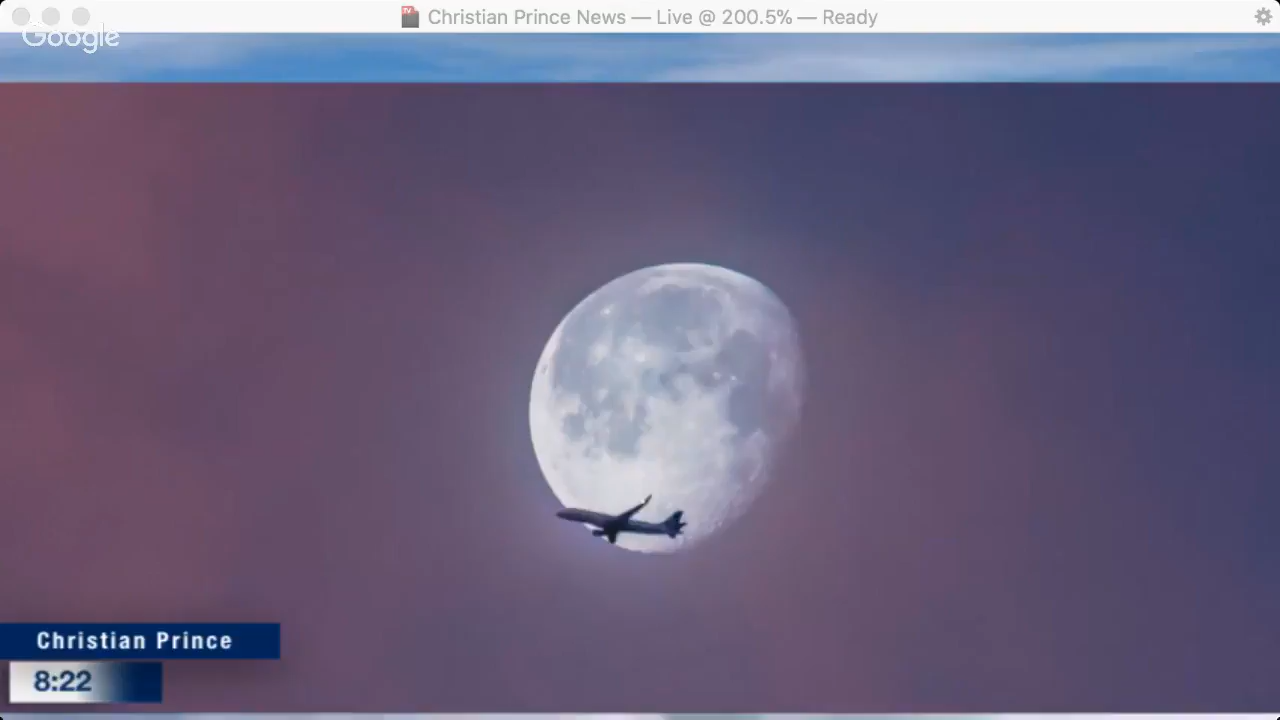 Christian Prince News — Live @ 200.5% — Ready
Google
Christian Prince
8:22